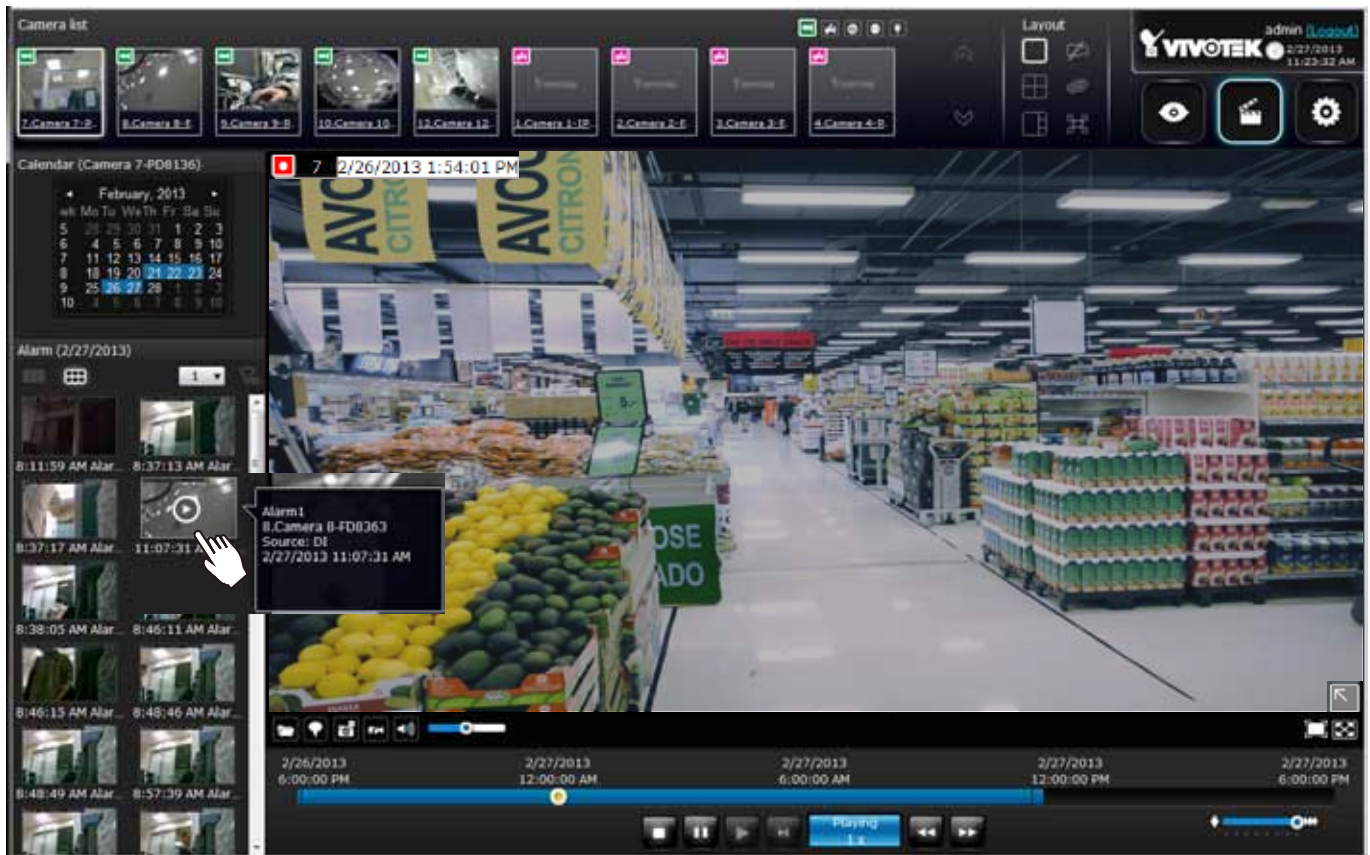 Camera list
Layout
admin [Logout]
VIVOTEK
2/27/2013
11:23:32 AM
7.Camera 7-P..
8.Camera 8-F.
9.Camera 9-B.
10.Camera 10-
12.Camera 12-
1.Camera 1-IP.
2.Camera 2-F.
3.Camera 3-F.
4.Camera 4-B.
Calendar (Camera 7-PD8136)
February, 2013
wk Mo Tu We Th Fr Sa Su
5 28 29 30 31 1 2 3
6 4 5 6 7 8 9 10
7 11 12 13 14 15 16 17
8 18 19 20 21 22 23 24
9 25 26 27 28 1 2 3
10 4 5 6 7 8 9 10
7 2/26/2013 1:54:01 PM
AVO
CITRON
AVO
CITRON
5.-
OSE
ADO
Alarm (2/27/2013)
1
8:11:59 AM Alar...
8:37:13 AM Alar...
8:37:17 AM Alar...
11:07:31 A
Alarm1
8.Camera 8-FD8363
Source: DI
2/27/2013 11:07:31 AM
8:38:05 AM Alar...
8:46:11 AM Alar...
8:46:15 AM Alar...
8:48:46 AM Alar...
8:48:49 AM Alar...
8:57:39 AM Alar...
2/26/2013
6:00:00 PM
2/27/2013
12:00:00 AM
2/27/2013
6:00:00 AM
2/27/2013
12:00:00 PM
2/27/2013
6:00:00 PM
Playing
1 x